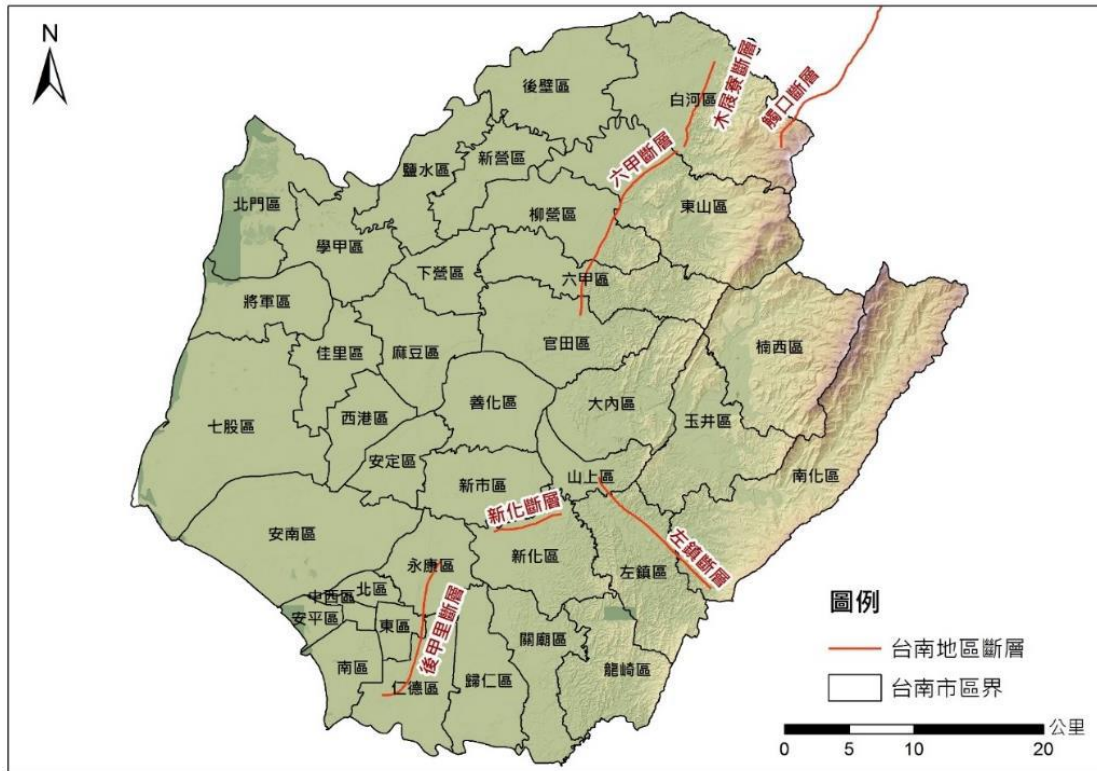 N
後壁區
白河區
木屐寮斷層
觸口斷層
新營區
鹽水區
六甲斷層
北門區
柳營區
東山區
學甲區
下營區
六甲區
將軍區
官田區
楠西區
佳里區
麻豆區
善化區
大內區
玉井區
七股區
西港區
安定區
新市區
山上區
南化區
新化斷層
安南區
永康區
新化區
左鎮區
左鎮斷層
北區
中西區
安平區
東區
後甲里斷層
關廟區
南區
仁德區
歸仁區
龍崎區
圖例
台南地區斷層
台南市區界
公里
0 5 10 20